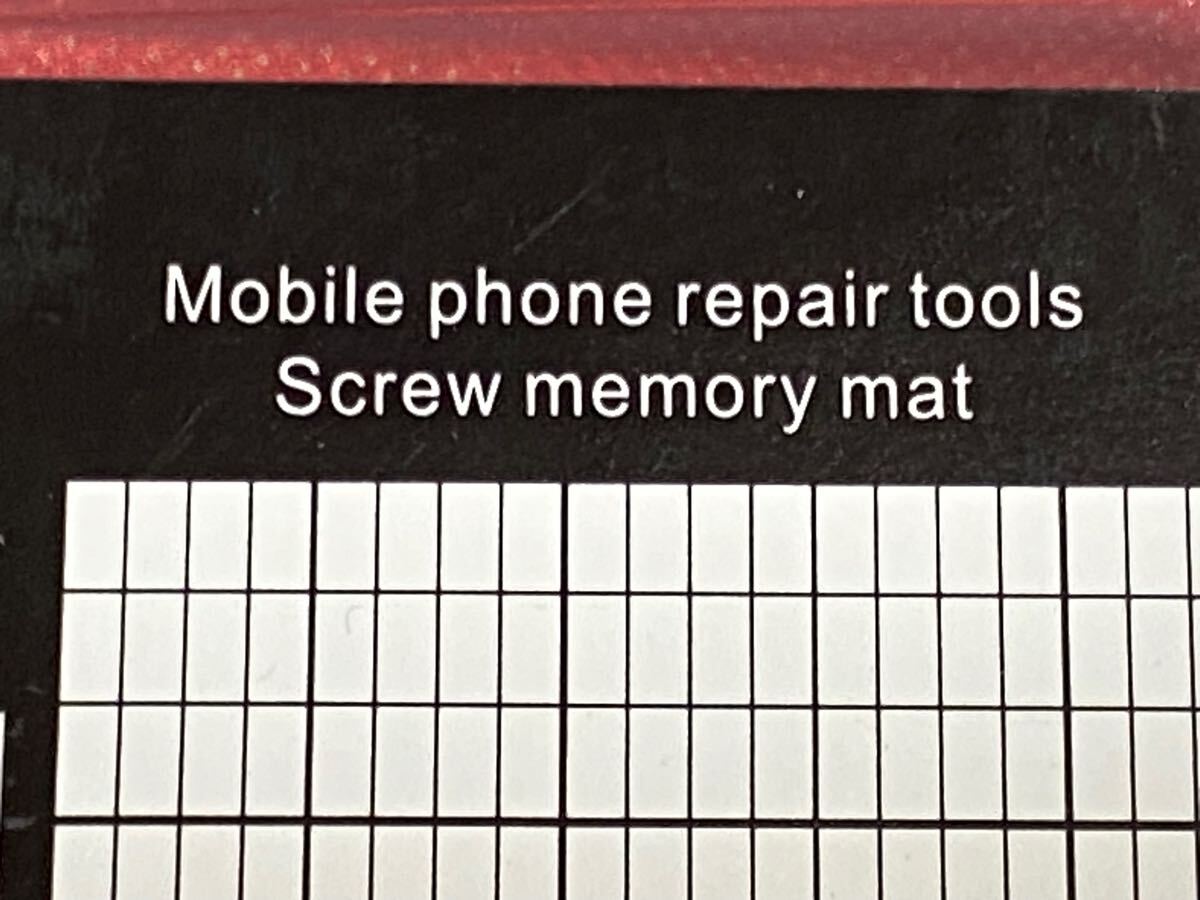 Mobile phone repair tools
Screw memory mat